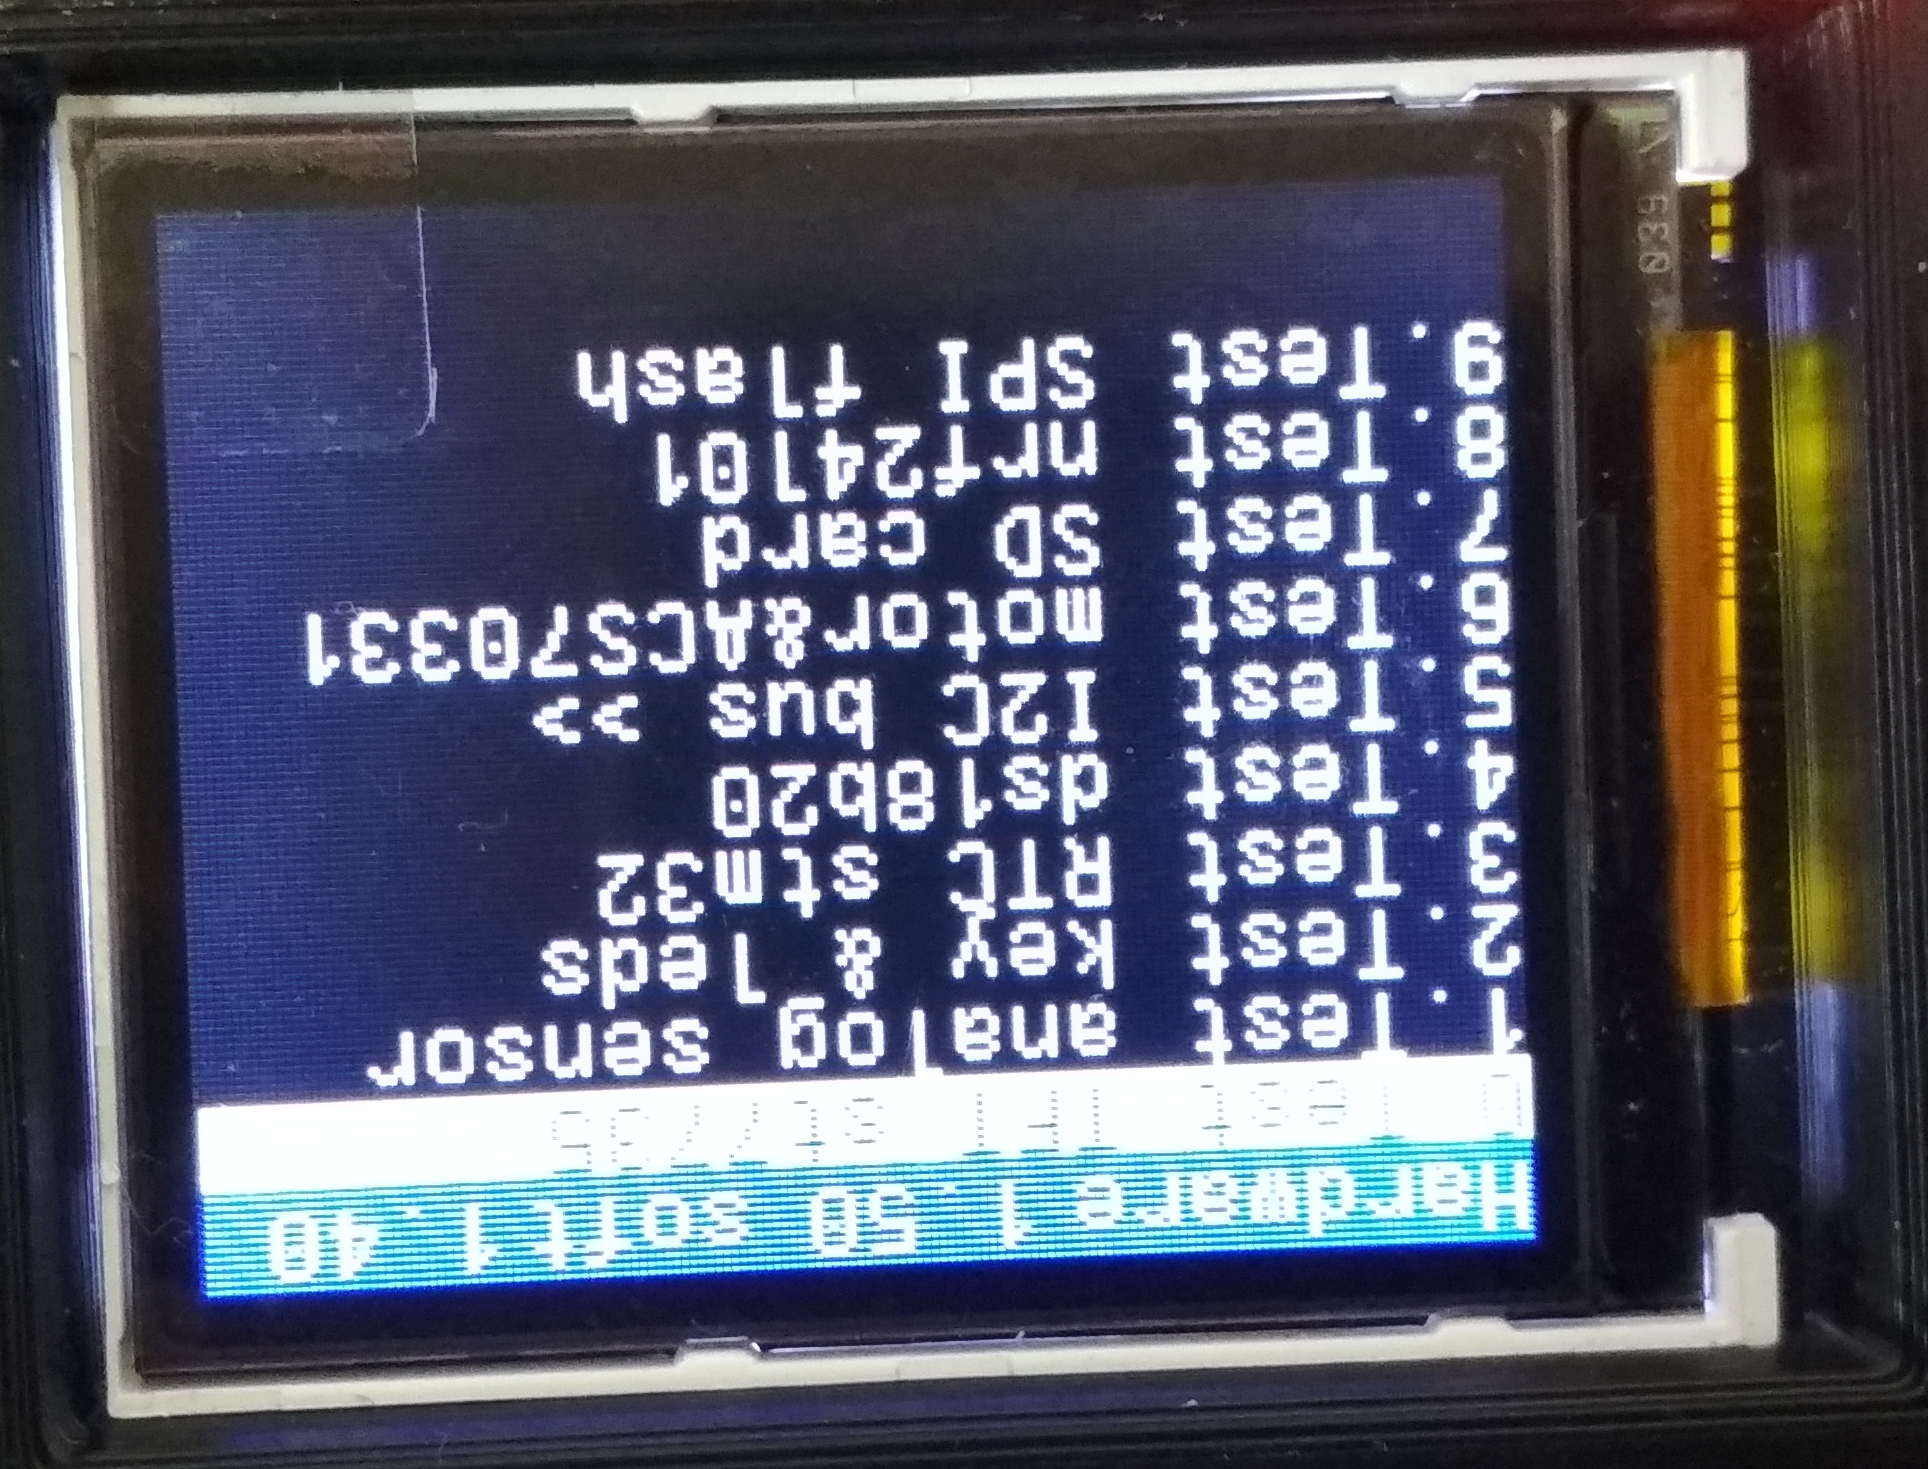 Hardware 1.50 soft 1.40
0 Test TFT st7735
1.Test analog sensor
2.Test key & leds
3.Test RTC stm32
4.Test ds18b20
5.Test I2C bus >>
6.Test motor&ACS70331
7.Test SD card
8.Test nrf24l01
9.Test SPI flash